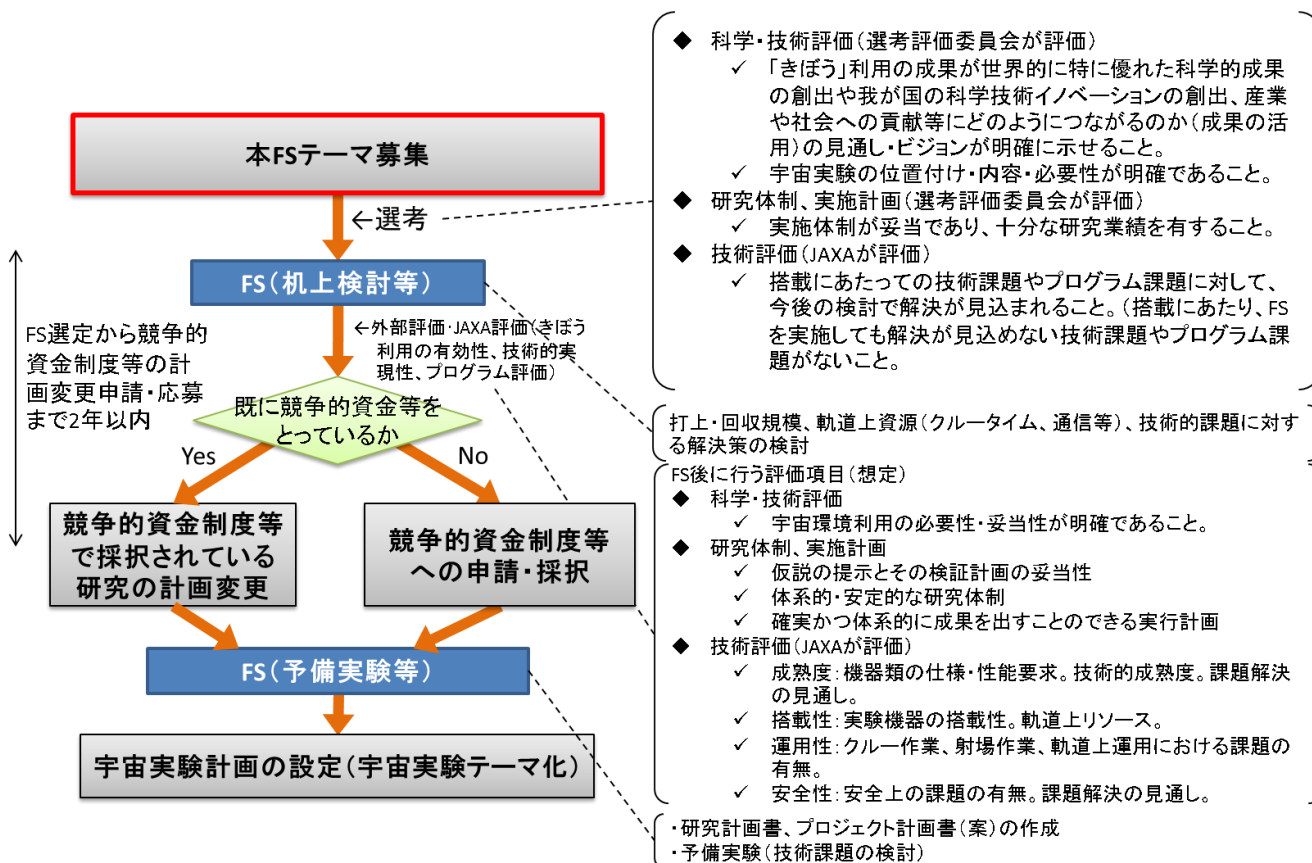 本FSテーマ募集
←選考
FS(机上検討等)
←外部評価・JAXA評価(きぼう
利用の有効性、技術的実
現性、プログラム評価)
FS選定から競争的
資金制度等の計
画変更申請・応募
まで2年以内
既に競争的資金等を
とっているか
Yes
No
競争的資金制度等
で採択されている
研究の計画変更
競争的資金制度等
への申請・採択
FS(予備実験等)
宇宙実験計画の設定(宇宙実験テーマ化)
◆ 科学・技術評価(選考評価委員会が評価)
✓ 「きぼう」利用の成果が世界的に特に優れた科学的成果
の創出や我が国の科学技術イノベーションの創出、産業
や社会への貢献等にどのようにつながるのか(成果の活
用)の見通し・ビジョンが明確に示せること。
✓ 宇宙実験の位置付け・内容・必要性が明確であること。
◆ 研究体制、実施計画(選考評価委員会が評価)
✓ 実施体制が妥当であり、十分な研究業績を有すること。
◆ 技術評価(JAXAが評価)
✓ 搭載にあたっての技術課題やプログラム課題に対して、
今後の検討で解決が見込まれること。(搭載にあたり、FS
を実施しても解決が見込めない技術課題やプログラム課
題がないこと。
打上・回収規模、軌道上資源(クルータイム、通信等)、技術的課題に対す
る解決策の検討
FS後に行う評価項目(想定)
◆ 科学・技術評価
✓ 宇宙環境利用の必要性・妥当性が明確であること。
◆ 研究体制、実施計画
✓ 仮説の提示とその検証計画の妥当性
✓ 体系的・安定的な研究体制
✓ 確実かつ体系的に成果を出すことのできる実行計画
◆ 技術評価(JAXAが評価)
✓ 成熟度:機器類の仕様・性能要求。技術的成熟度。課題解決
の見通し。
✓ 搭載性:実験機器の搭載性。軌道上リソース。
✓ 運用性:クルー作業、射場作業、軌道上運用における課題の
有無。
✓ 安全性:安全上の課題の有無。課題解決の見通し。
・研究計画書、プロジェクト計画書(案)の作成
・予備実験(技術課題の検討)